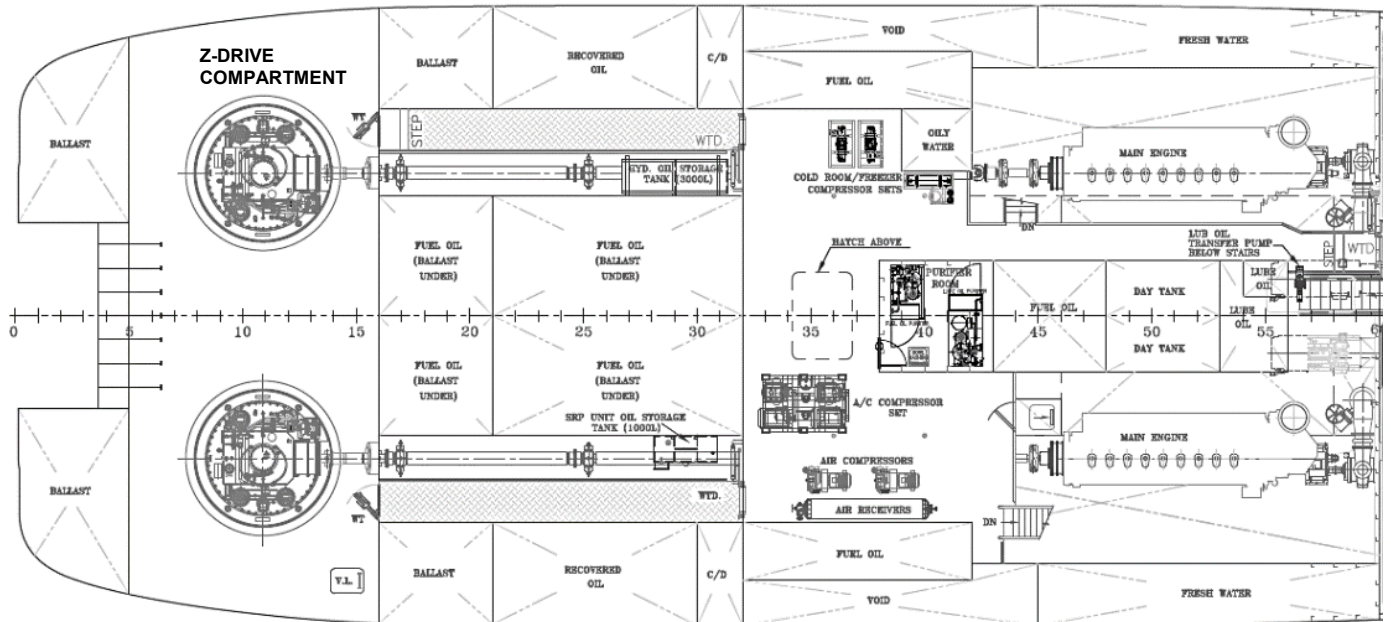 VOID
FRESH WATER
Z-DRIVE
COMPARTMENT
BALLAST
RECOVERED
OIL
C/D
FUEL OIL
BALLAST
WT
STEP
WTD.
OILY
WATER
MAIN ENGINE
HYD. OIL STORAGE
TANK (3000L)
COLD ROOM/FREEZER
COMPRESSOR SETS
DN
FUEL OIL
(BALLAST
UNDER)
FUEL OIL
(BALLAST
UNDER)
HATCH ABOVE
LUB OIL
TRANSFER PUMP
BELOW STAIRS
STEP
WTD
PURIFIER
ROOM
LUBE
OIL
DAY TANK
FUEL OIL
LUBE
OIL
0 5 10 15 20 25 30 35 40 45 50 55 60
DAY TANK
FUEL OIL
(BALLAST
UNDER)
FUEL OIL
(BALLAST
UNDER)
SRP UNIT OIL STORAGE
TANK (1000L)
A/C COMPRESSOR
SET
MAIN ENGINE
AIR COMPRESSORS
BALLAST
WTD.
WT
AIR RECEIVERS
DN
FUEL OIL
V.L.
BALLAST
RECOVERED
OIL
C/D
VOID
FRESH WATER